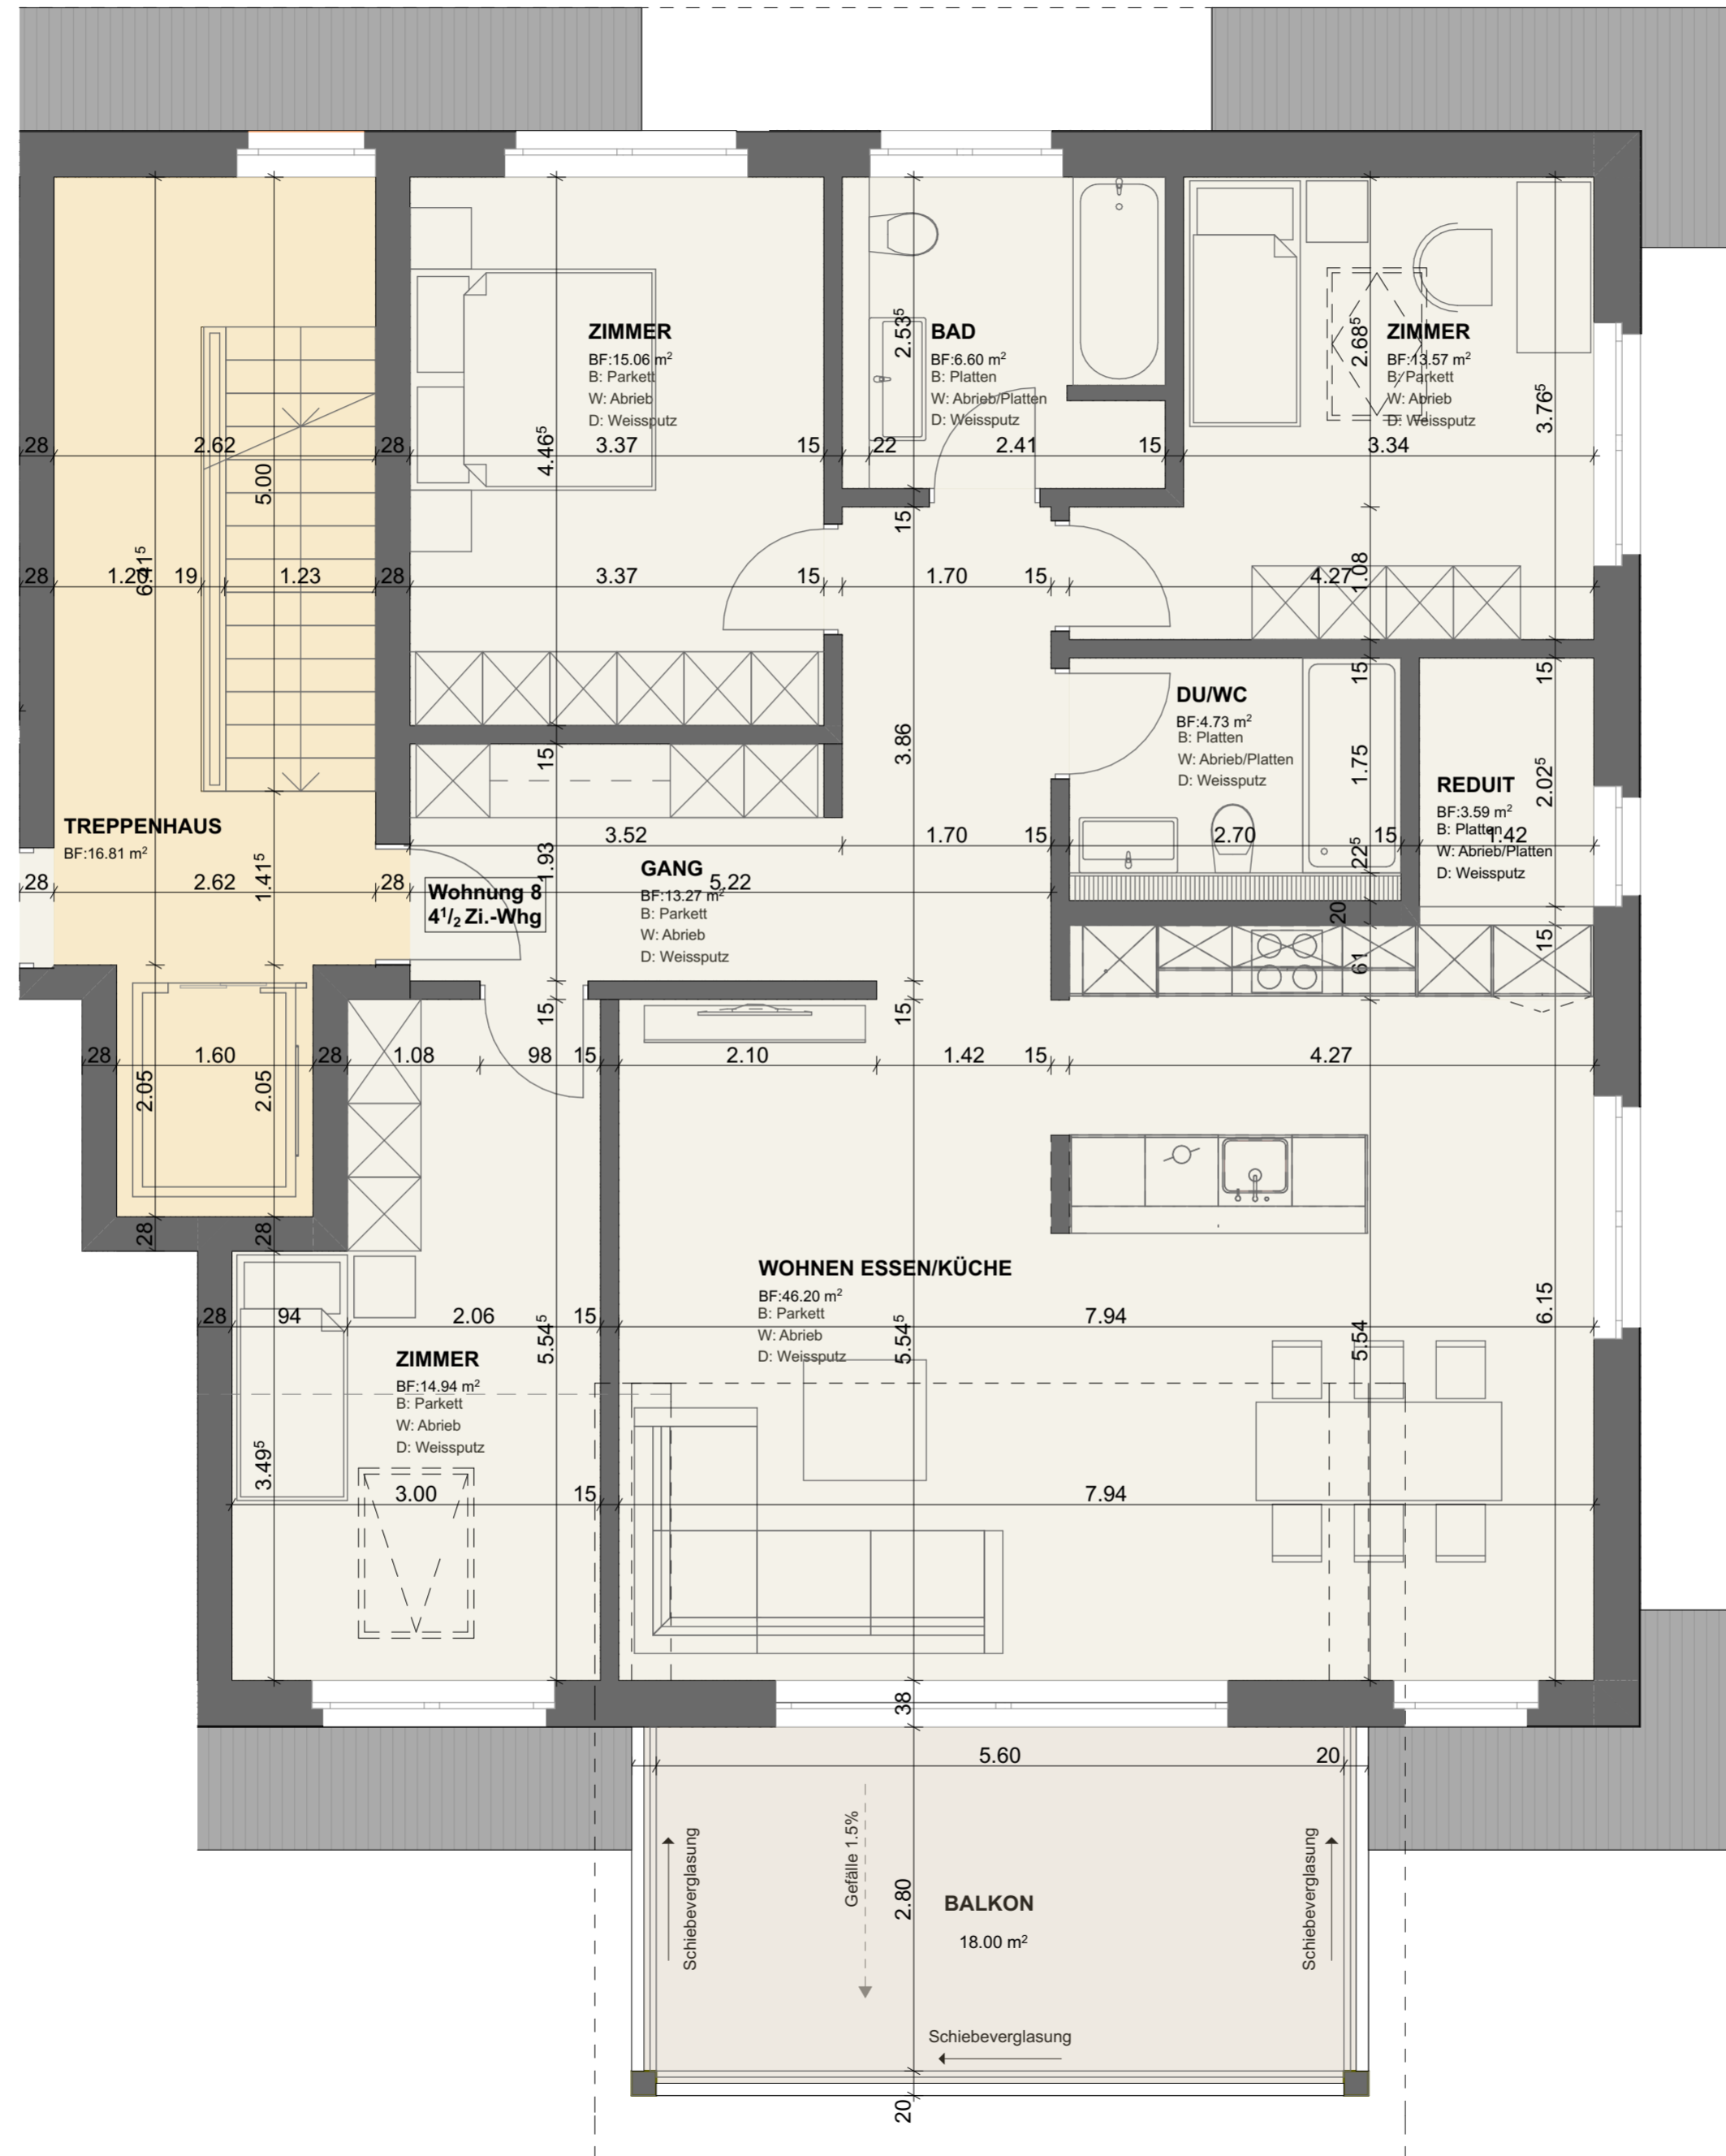 ZIMMER
BF:15.06 m²
B: Parkett
W: Abrieb
D: Weissputz
BAD
BF:6.60 m²
B: Platten
W: Abrieb/Platten
D: Weissputz
ZIMMER
BF:13.57 m²
B: Parkett
W: Abrieb
D: Weissputz
2.53⁵
2.68⁵
3.76⁵
4.46⁵
5.00
28 2.62 28 3.37 15 22 2.41 15 3.34
15
6.41⁵
1.08
28 1.20 19 1.23 28 3.37 15 1.70 15 4.27
15
15
15
3.86
1.75
2.02⁵
DU/WC
BF:4.73 m²
B: Platten
W: Abrieb/Platten
D: Weissputz
REDUIT
BF:3.59 m²
B: Platten
W: Abrieb/Platten
D: Weissputz
TREPPENHAUS
BF:16.81 m²
3.52 1.70 15 2.70 15 1.42
1.93
22⁵
1.41⁵
28 2.62 28 5.22
Wohnung 8
4¹/₂ Zi.-Whg
GANG
BF:13.27 m²
B: Parkett
W: Abrieb
D: Weissputz
20
61
15
15
15
28 1.60 28 1.08 98 15 2.10 1.42 15 4.27
2.05
2.05
28
28
WOHNEN ESSEN/KÜCHE
BF:46.20 m²
B: Parkett
W: Abrieb
D: Weissputz
28 94 2.06 15 7.94
5.54⁵
5.54⁵
5.54
6.15
ZIMMER
BF:14.94 m²
B: Parkett
W: Abrieb
D: Weissputz
3.49⁵
3.00 15 7.94
38
5.60 20
Schiebeverglasung
Gefälle 1.5%
2.80
BALKON
18.00 m²
Schiebeverglasung
Schiebeverglasung
20